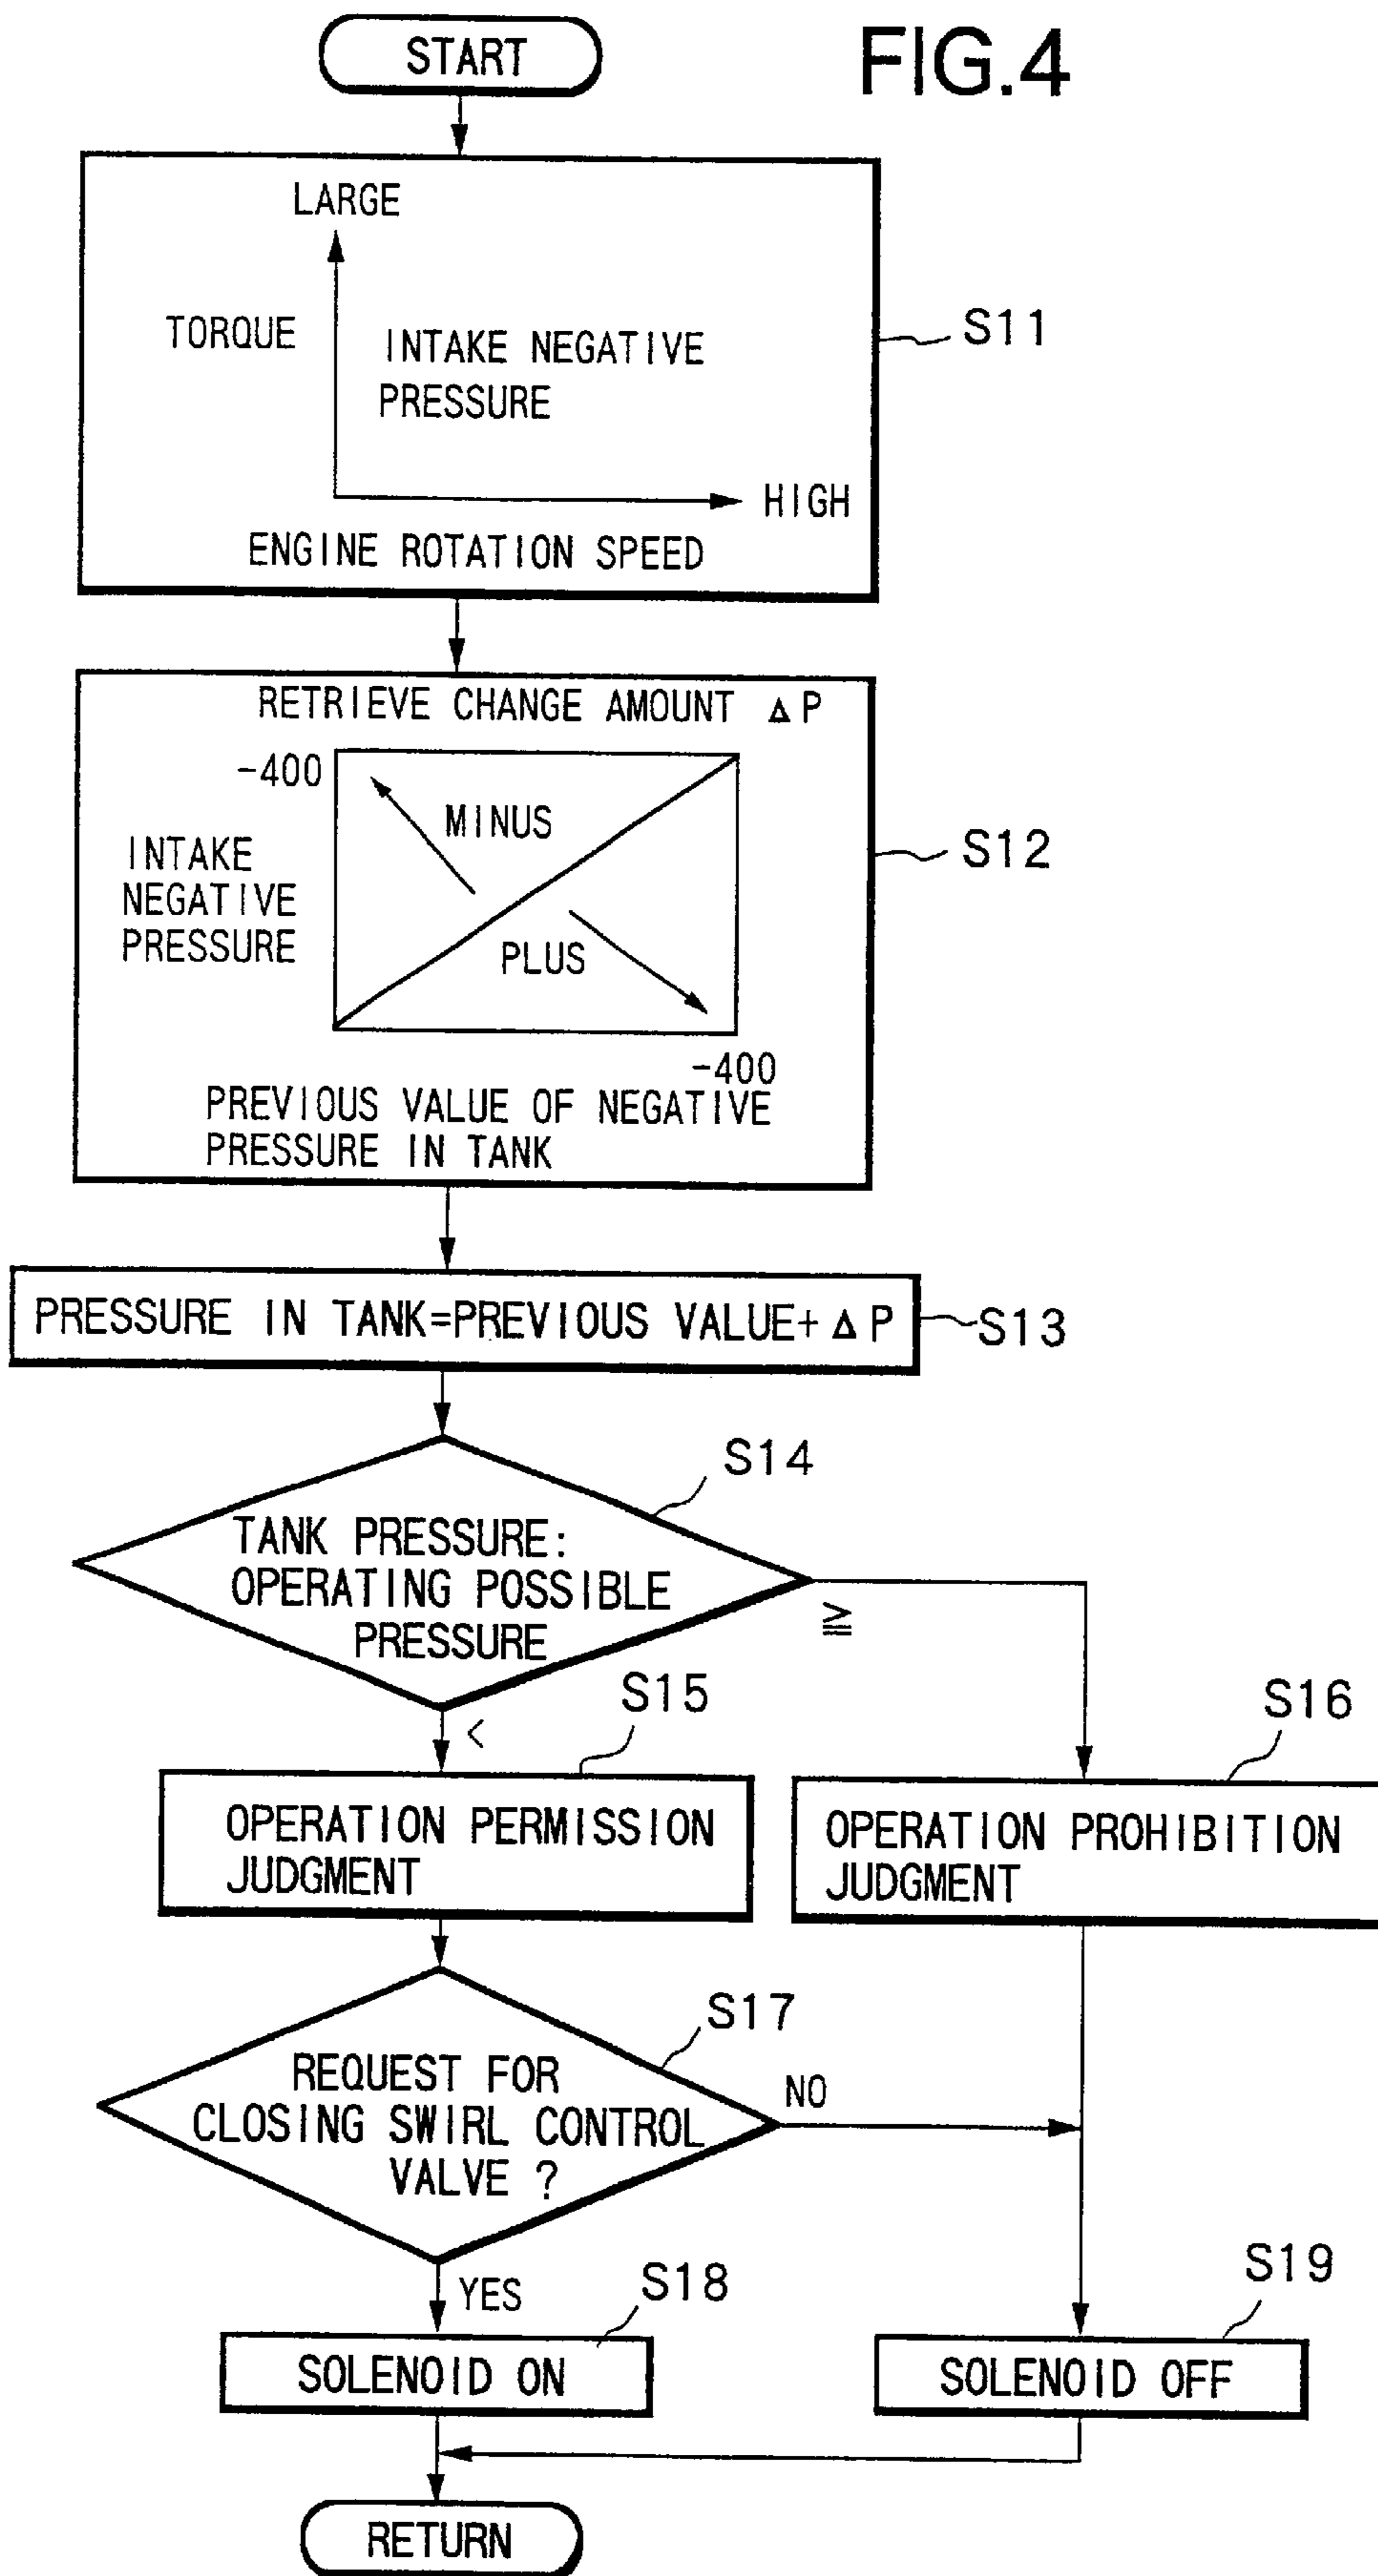 FIG.4
START
LARGE
TORQUE
INTAKE NEGATIVE
PRESSURE
HIGH
ENGINE ROTATION SPEED
S11
RETRIEVE CHANGE AMOUNT Δ P
-400
MINUS
INTAKE
NEGATIVE
PRESSURE
PLUS
-400
PREVIOUS VALUE OF NEGATIVE
PRESSURE IN TANK
S12
PRESSURE IN TANK=PREVIOUS VALUE+ Δ P
S13
S14
TANK PRESSURE:
OPERATING POSSIBLE
PRESSURE
≧
<
S15
OPERATION PERMISSION
JUDGMENT
S16
OPERATION PROHIBITION
JUDGMENT
S17
REQUEST FOR
CLOSING SWIRL CONTROL
VALVE ?
NO
YES
S18
SOLENOID ON
S19
SOLENOID OFF
RETURN